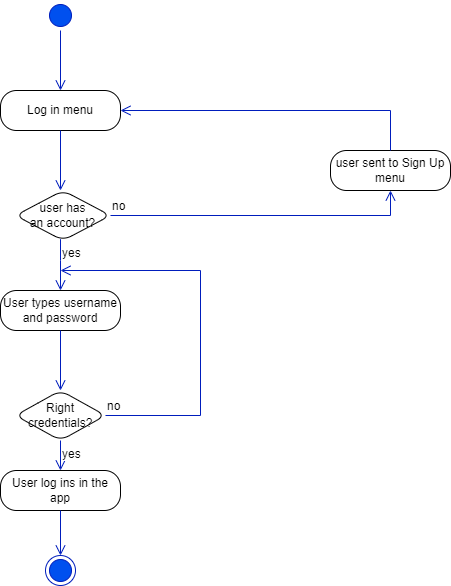 Log in menu
user sent to Sign Up
menu
user has
an account?
no
yes
User types username
and password
Right
credentials?
no
yes
User log ins in the
app